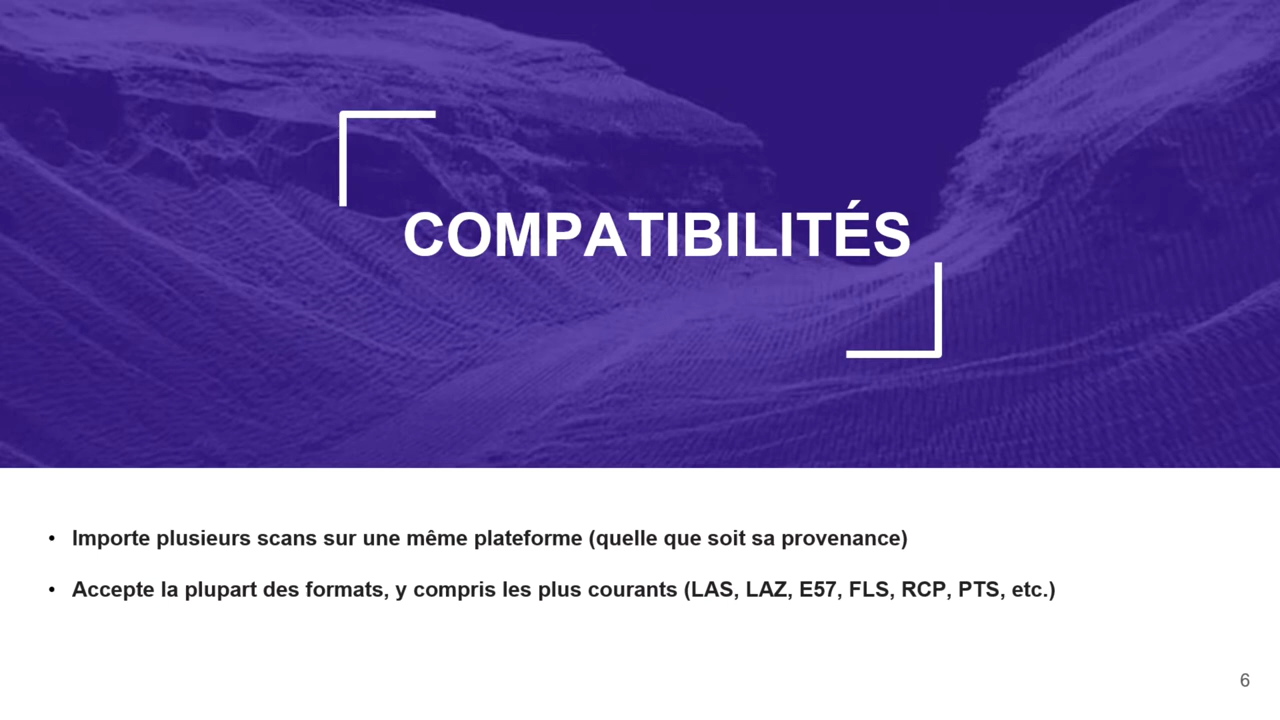 COMPATIBILITÉS
• Importe plusieurs scans sur une même plateforme (quelle que soit sa provenance)
• Accepte la plupart des formats, y compris les plus courants (LAS, LAZ, E57, FLS, RCP, PTS, etc.)
6